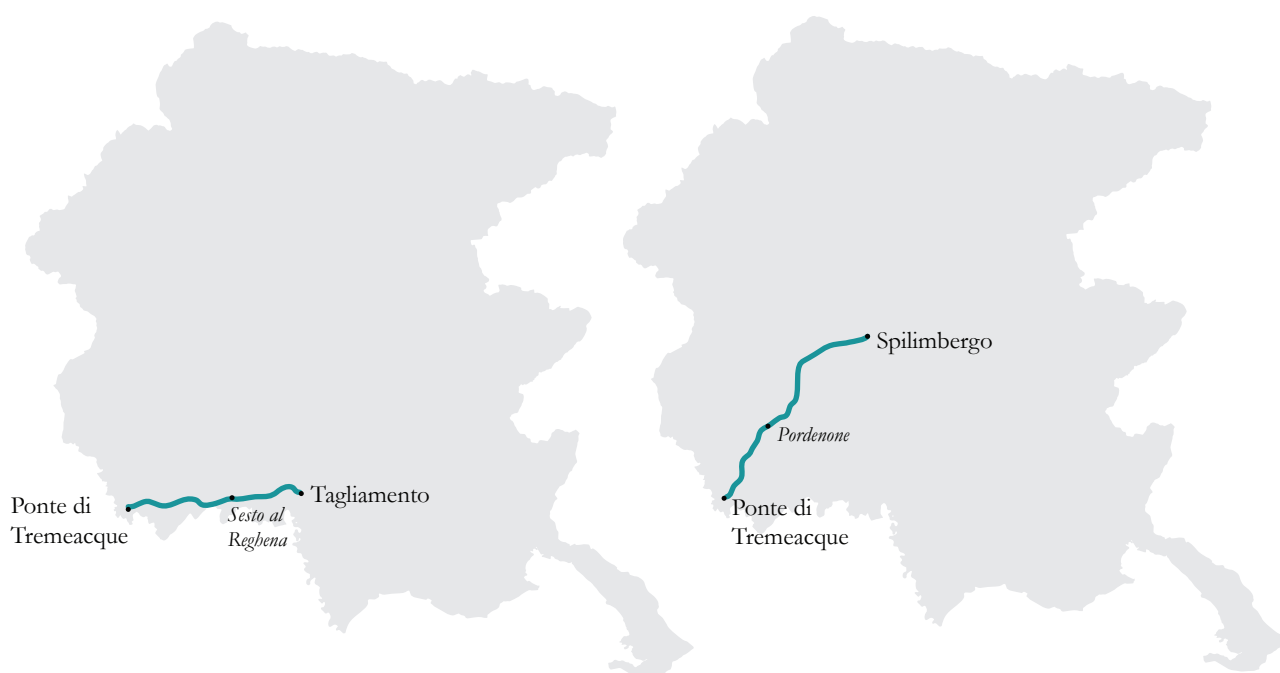 Ponte di
Tremeacque
Sesto al
Reghena
Tagliamento
Spilimbergo
Pordenone
Ponte di
Tremeacque